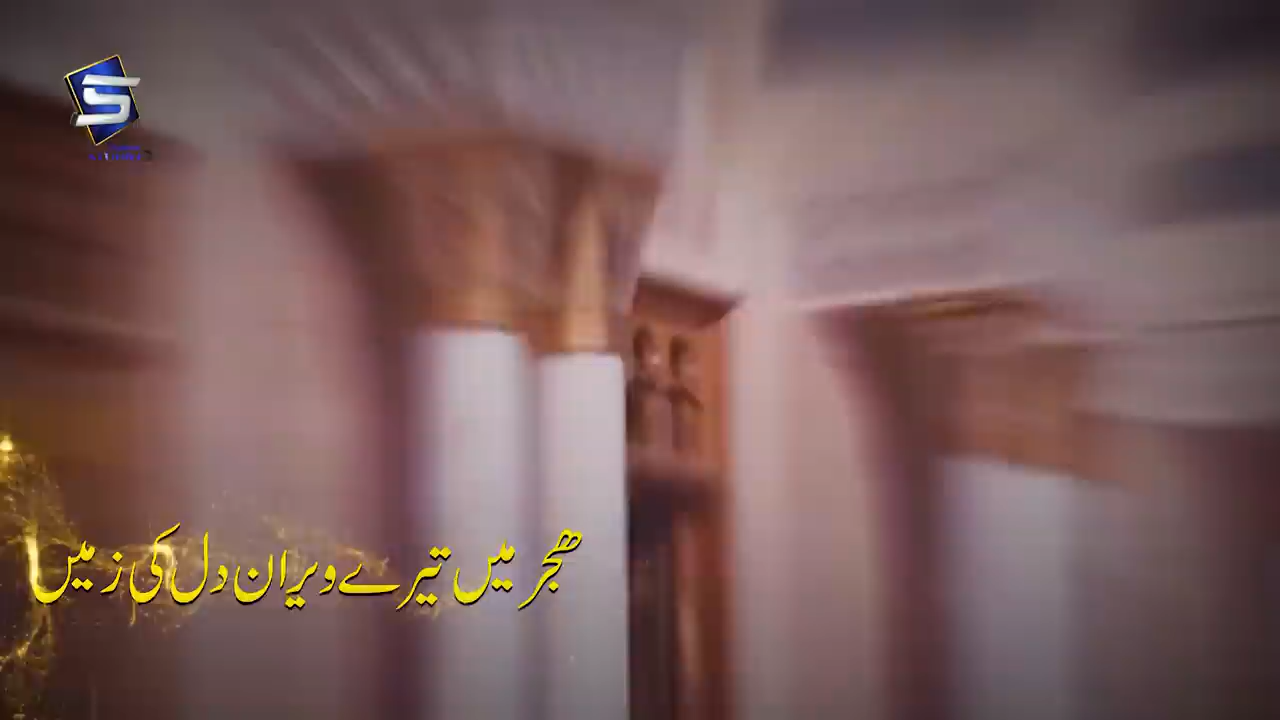 ھجر میں تیرے ویران دل کی زمیں